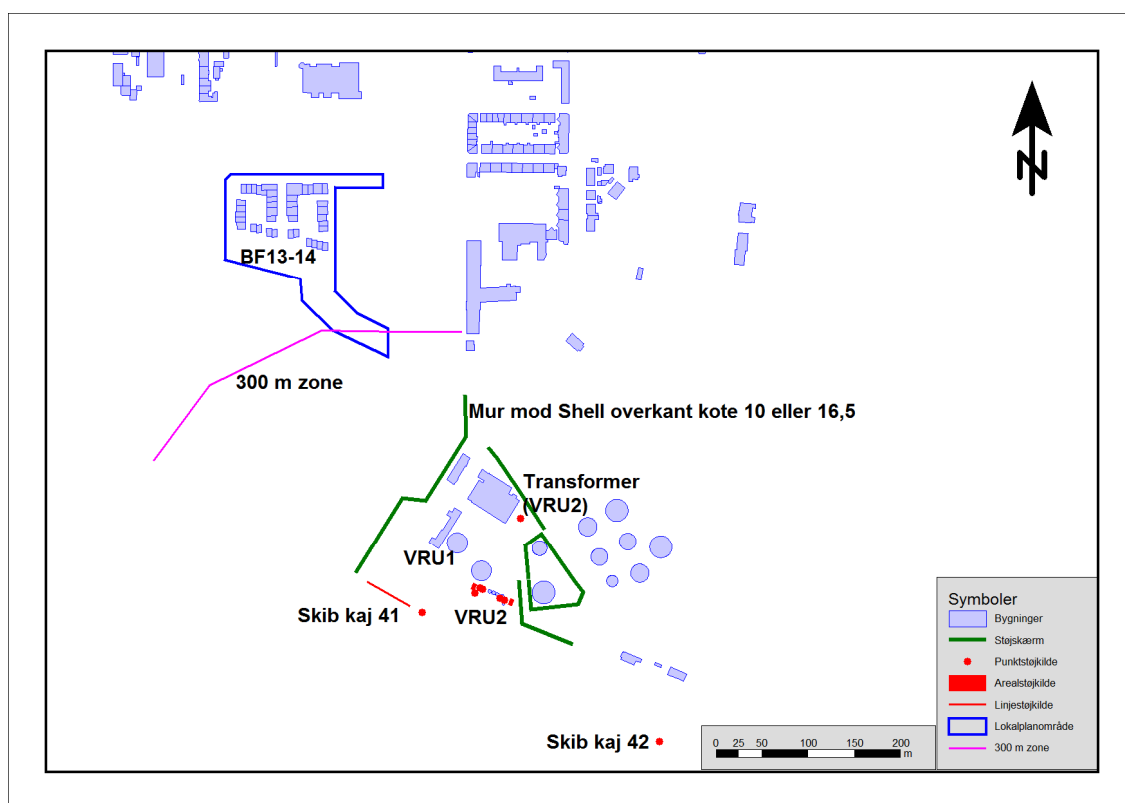 N
BF13-14
300 m zone
Mur mod Shell overkant kote 10 eller 16,5
Transformer
(VRU2)
VRU1
Skib kaj 41
VRU2
Skib kaj 42
0 25 50 100 150 200
m
Symboler
Bygninger
Støjskærm
Punktstøjkilde
Arealstøjkilde
Linjestøjkilde
Lokalplanområde
300 m zone